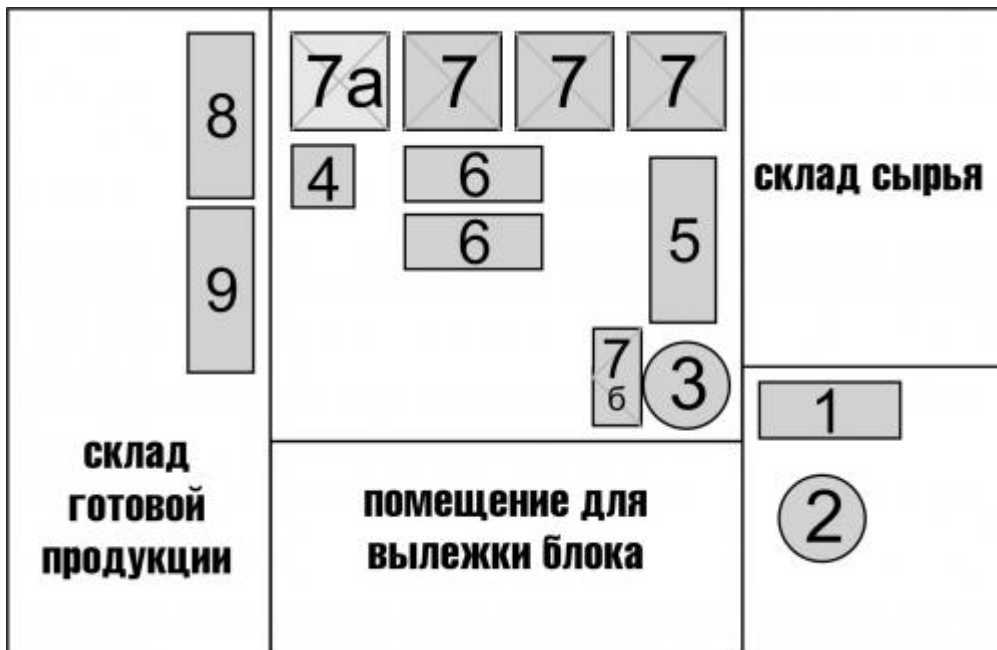 7а 7 7 7
8
4 6
6
5
9
7
б
3
1
2
склад сырья
склад
готовой
продукции
помещение для
вылежки блока